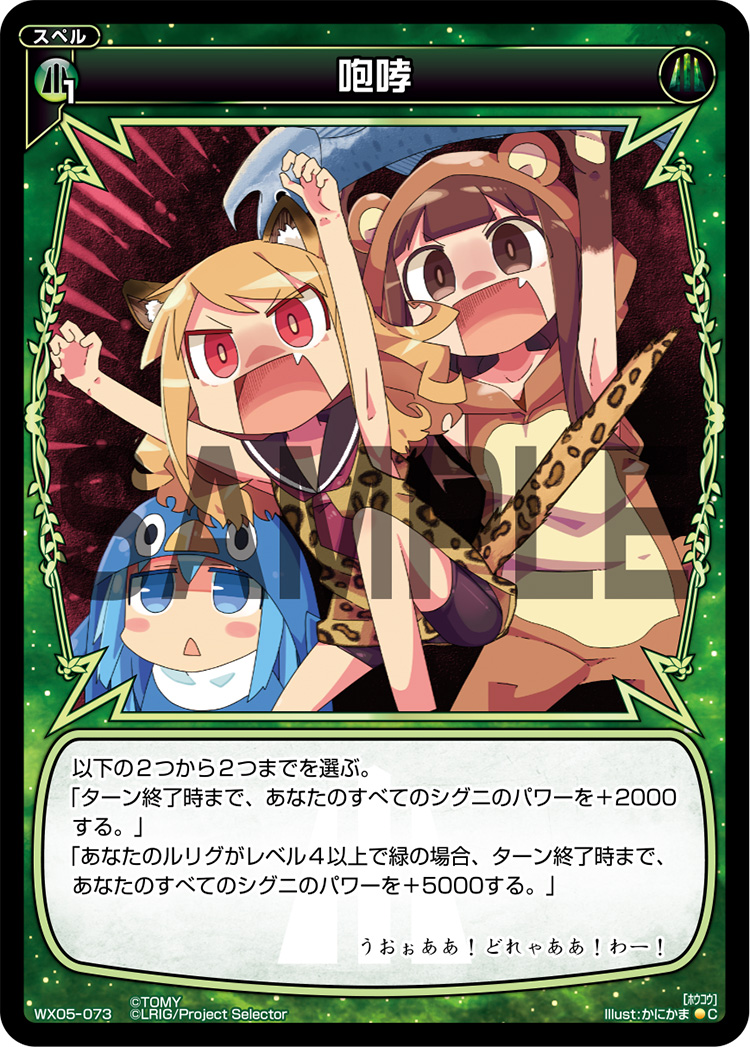 スペル
1
咆哮
SAMPLE
以下の2つから2つまでを選ぶ。
「ターン終了時まで、あなたのすべてのシグニのパワーを＋2000
する。」
「あなたのルリグがレベル４以上で緑の場合、ターン終了時まで、
あなたのすべてのシグニのパワーを＋5000する。」
うおぉああ！どれゃああ！わー！
WX05-073
©TOMY
©LRIG/Project Selector
[ホウコウ]
Illust:かにかま
C